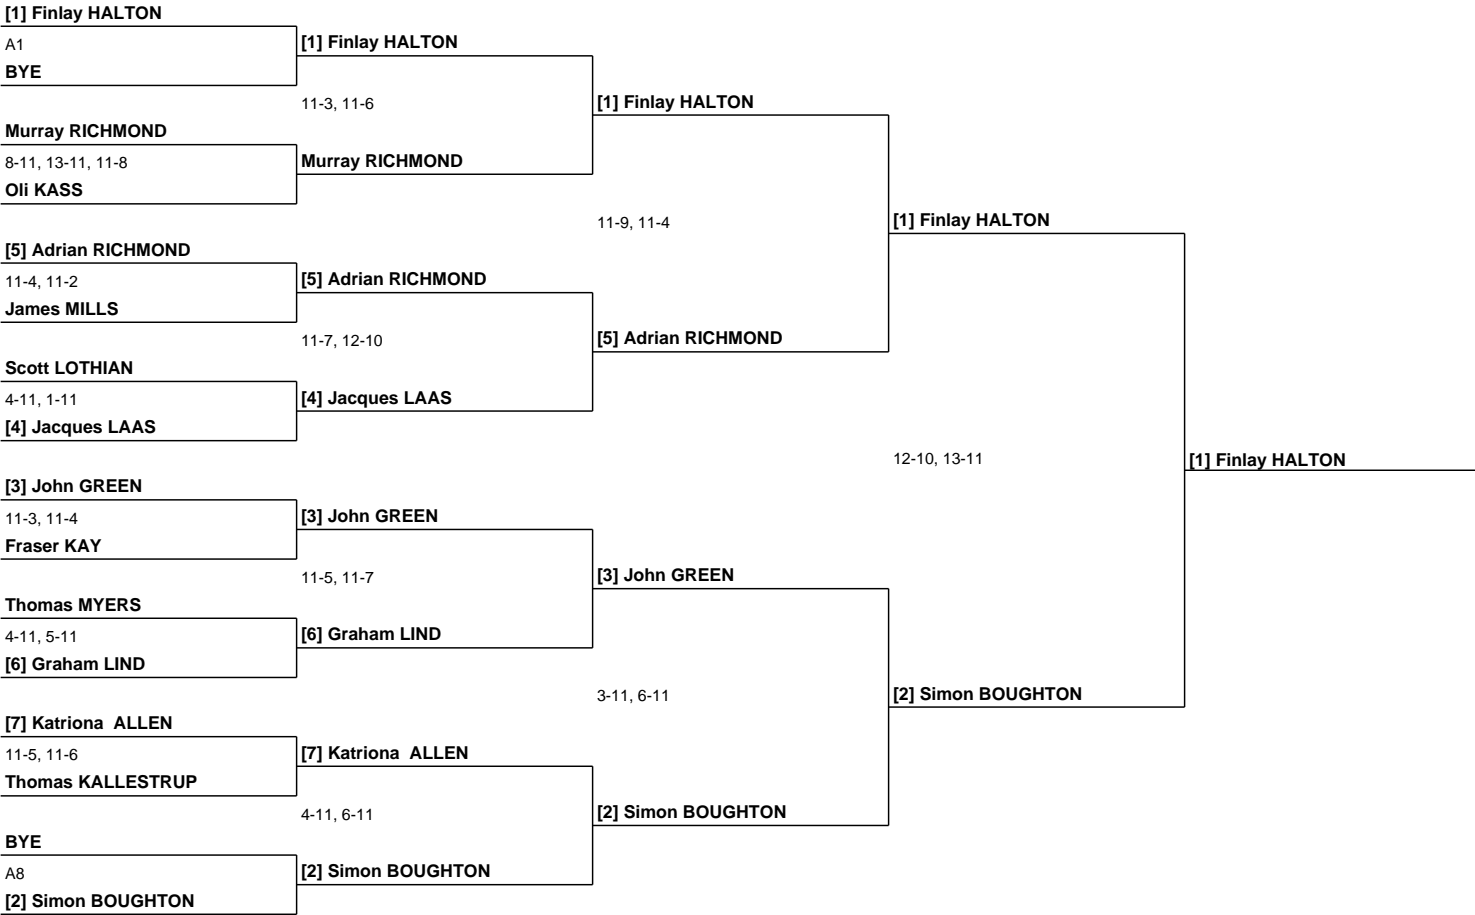 [1] Finlay HALTON
A1
BYE
Murray RICHMOND
8-11, 13-11, 11-8
Oli KASS
[5] Adrian RICHMOND
11-4, 11-2
James MILLS
Scott LOTHIAN
4-11, 1-11
[4] Jacques LAAS
[3] John GREEN
11-3, 11-4
Fraser KAY
Thomas MYERS
4-11, 5-11
[6] Graham LIND
[7] Katriona  ALLEN
11-5, 11-6
Thomas KALLESTRUP
BYE
A8
[2] Simon BOUGHTON
[1] Finlay HALTON
11-3, 11-6
Murray RICHMOND
[5] Adrian RICHMOND
11-7, 12-10
[4] Jacques LAAS
[3] John GREEN
11-5, 11-7
[6] Graham LIND
[7] Katriona  ALLEN
4-11, 6-11
[2] Simon BOUGHTON
[1] Finlay HALTON
11-9, 11-4
[5] Adrian RICHMOND
[3] John GREEN
3-11, 6-11
[2] Simon BOUGHTON
[1] Finlay HALTON
12-10, 13-11
[2] Simon BOUGHTON
[1] Finlay HALTON